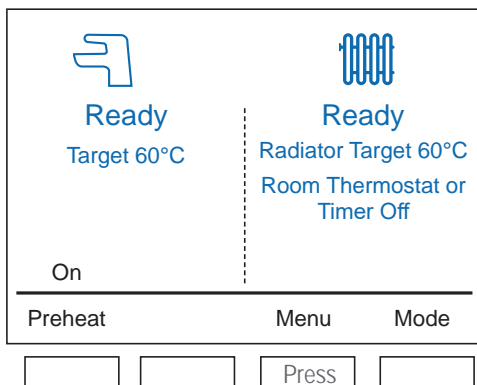 Ready
Target 60°C
Ready
Radiator Target 60°C
Room Thermostat or
Timer Off
On
Preheat Menu Mode
Press